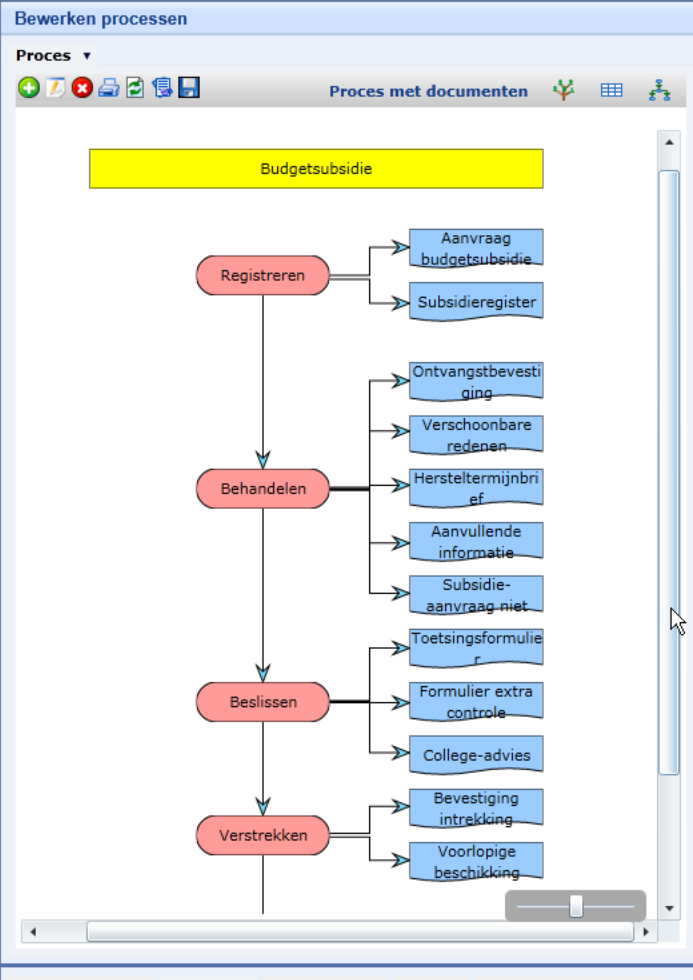 Bewerken processen
Proces
Proces met documenten
Budgetsubsidie
Registreren
Aanvraag
budgetsubsidie
Subsidieregister
Behandelen
Ontvangstbevesti
ging
Verschoonbare
redenen
Hersteltermijnbri
ef
Aanvullende
informatie
Subsidie-
aanvraag niet
Beslissen
Toetsingsformulie
r
Formulier extra
controle
College-advies
Verstrekken
Bevestiging
intrekking
Voorlopige
beschikking